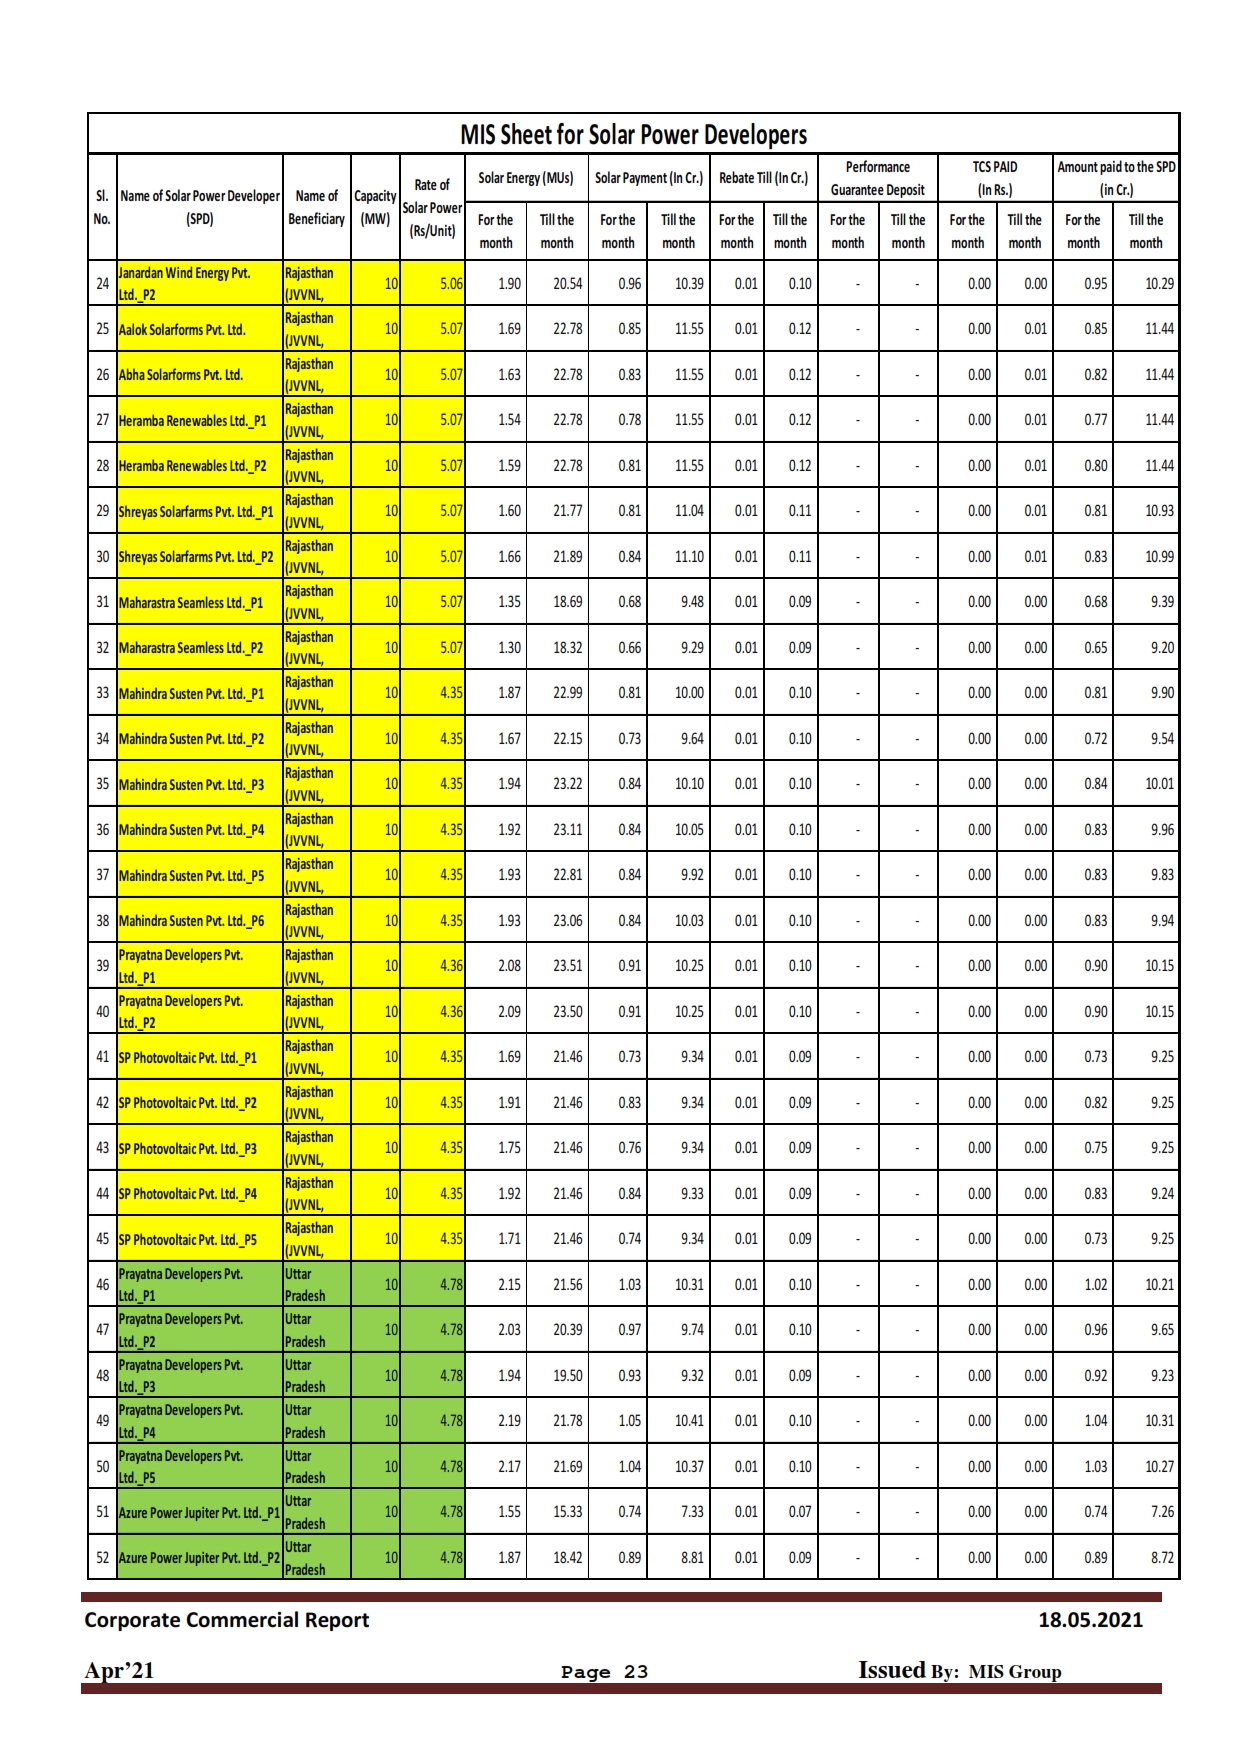 MIS Sheet for Solar Power Developers
Sl. No. Name of Solar Power Developer (SPD) Name of Beneficiary Capacity (MW) Rate of Solar Power (Rs/Unit) Solar Energy (MUs) Solar Payment (In Cr.) Rebate Till (In Cr.) Performance Guarantee Deposit TCS PAID (In Rs.) Amount paid to the SPD (in Cr.)
For the month Till the month For the month Till the month For the month Till the month For the month Till the month For the month Till the month For the month Till the month
24 Janardan Wind Energy Pvt. Ltd._P2 Rajasthan (JVVNL, 10 5.06 1.90 20.54 0.96 10.39 0.01 0.10 - - 0.00 0.00 0.95 10.29
25 Aalok Solarforms Pvt. Ltd. Rajasthan (JVVNL, 10 5.07 1.69 22.78 0.85 11.55 0.01 0.12 - - 0.00 0.01 0.85 11.44
26 Abha Solarforms Pvt. Ltd. Rajasthan (JVVNL, 10 5.07 1.63 22.78 0.83 11.55 0.01 0.12 - - 0.00 0.01 0.82 11.44
27 Heramba Renewables Ltd._P1 Rajasthan (JVVNL, 10 5.07 1.54 22.78 0.78 11.55 0.01 0.12 - - 0.00 0.01 0.77 11.44
28 Heramba Renewables Ltd._P2 Rajasthan (JVVNL, 10 5.07 1.59 22.78 0.81 11.55 0.01 0.12 - - 0.00 0.01 0.80 11.44
29 Shreyas Solarfarms Pvt. Ltd._P1 Rajasthan (JVVNL, 10 5.07 1.60 21.77 0.81 11.04 0.01 0.11 - - 0.00 0.01 0.81 10.93
30 Shreyas Solarfarms Pvt. Ltd._P2 Rajasthan (JVVNL, 10 5.07 1.66 21.89 0.84 11.10 0.01 0.11 - - 0.00 0.01 0.83 10.99
31 Maharastra Seamless Ltd._P1 Rajasthan (JVVNL, 10 5.07 1.35 18.69 0.68 9.48 0.01 0.09 - - 0.00 0.00 0.68 9.39
32 Maharastra Seamless Ltd._P2 Rajasthan (JVVNL, 10 5.07 1.30 18.32 0.66 9.29 0.01 0.09 - - 0.00 0.00 0.65 9.20
33 Mahindra Susten Pvt. Ltd._P1 Rajasthan (JVVNL, 10 4.35 1.87 22.99 0.81 10.00 0.01 0.10 - - 0.00 0.00 0.81 9.90
34 Mahindra Susten Pvt. Ltd._P2 Rajasthan (JVVNL, 10 4.35 1.67 22.15 0.73 9.64 0.01 0.10 - - 0.00 0.00 0.72 9.54
35 Mahindra Susten Pvt. Ltd._P3 Rajasthan (JVVNL, 10 4.35 1.94 23.22 0.84 10.10 0.01 0.10 - - 0.00 0.00 0.84 10.01
36 Mahindra Susten Pvt. Ltd._P4 Rajasthan (JVVNL, 10 4.35 1.92 23.11 0.84 10.05 0.01 0.10 - - 0.00 0.00 0.83 9.96
37 Mahindra Susten Pvt. Ltd._P5 Rajasthan (JVVNL, 10 4.35 1.93 22.81 0.84 9.92 0.01 0.10 - - 0.00 0.00 0.83 9.83
38 Mahindra Susten Pvt. Ltd._P6 Rajasthan (JVVNL, 10 4.35 1.93 23.06 0.84 10.03 0.01 0.10 - - 0.00 0.00 0.83 9.94
39 Prayatna Developers Pvt. Ltd._P1 Rajasthan (JVVNL, 10 4.36 2.08 23.51 0.91 10.25 0.01 0.10 - - 0.00 0.00 0.90 10.15
40 Prayatna Developers Pvt. Ltd._P2 Rajasthan (JVVNL, 10 4.36 2.09 23.50 0.91 10.25 0.01 0.10 - - 0.00 0.00 0.90 10.15
41 SP Photovoltaic Pvt. Ltd._P1 Rajasthan (JVVNL, 10 4.35 1.69 21.46 0.73 9.34 0.01 0.09 - - 0.00 0.00 0.73 9.25
42 SP Photovoltaic Pvt. Ltd._P2 Rajasthan (JVVNL, 10 4.35 1.91 21.46 0.83 9.34 0.01 0.09 - - 0.00 0.00 0.82 9.25
43 SP Photovoltaic Pvt. Ltd._P3 Rajasthan (JVVNL, 10 4.35 1.75 21.46 0.76 9.34 0.01 0.09 - - 0.00 0.00 0.75 9.25
44 SP Photovoltaic Pvt. Ltd._P4 Rajasthan (JVVNL, 10 4.35 1.92 21.46 0.84 9.33 0.01 0.09 - - 0.00 0.00 0.83 9.24
45 SP Photovoltaic Pvt. Ltd._P5 Rajasthan (JVVNL, 10 4.35 1.71 21.46 0.74 9.34 0.01 0.09 - - 0.00 0.00 0.73 9.25
46 Prayatna Developers Pvt. Ltd._P1 Uttar Pradesh 10 4.78 2.15 21.56 1.03 10.31 0.01 0.10 - - 0.00 0.00 1.02 10.21
47 Prayatna Developers Pvt. Ltd._P2 Uttar Pradesh 10 4.78 2.03 20.39 0.97 9.74 0.01 0.10 - - 0.00 0.00 0.96 9.65
48 Prayatna Developers Pvt. Ltd._P3 Uttar Pradesh 10 4.78 1.94 19.50 0.93 9.32 0.01 0.09 - - 0.00 0.00 0.92 9.23
49 Prayatna Developers Pvt. Ltd._P4 Uttar Pradesh 10 4.78 2.19 21.78 1.05 10.41 0.01 0.10 - - 0.00 0.00 1.04 10.31
50 Prayatna Developers Pvt. Ltd._P5 Uttar Pradesh 10 4.78 2.17 21.69 1.04 10.37 0.01 0.10 - - 0.00 0.00 1.03 10.27
51 Azure Power Jupiter Pvt. Ltd._P1 Uttar Pradesh 10 4.78 1.55 15.33 0.74 7.33 0.01 0.07 - - 0.00 0.00 0.74 7.26
52 Azure Power Jupiter Pvt. Ltd._P2 Uttar Pradesh 10 4.78 1.87 18.42 0.89 8.81 0.01 0.09 - - 0.00 0.00 0.89 8.72
Corporate Commercial Report 18.05.2021
Apr’21 Page 23 Issued By: MIS Group